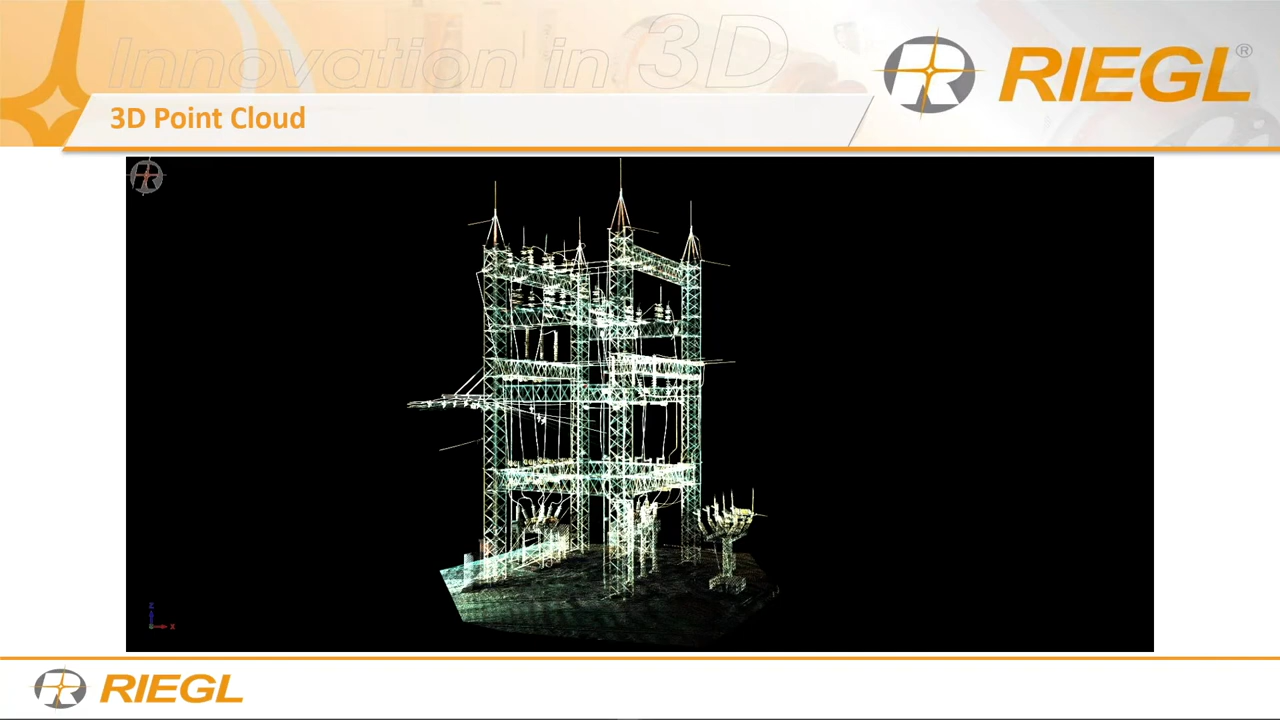 Innovation in 3D
RIEGL®
3D Point Cloud
R
Z
X
RIEGL